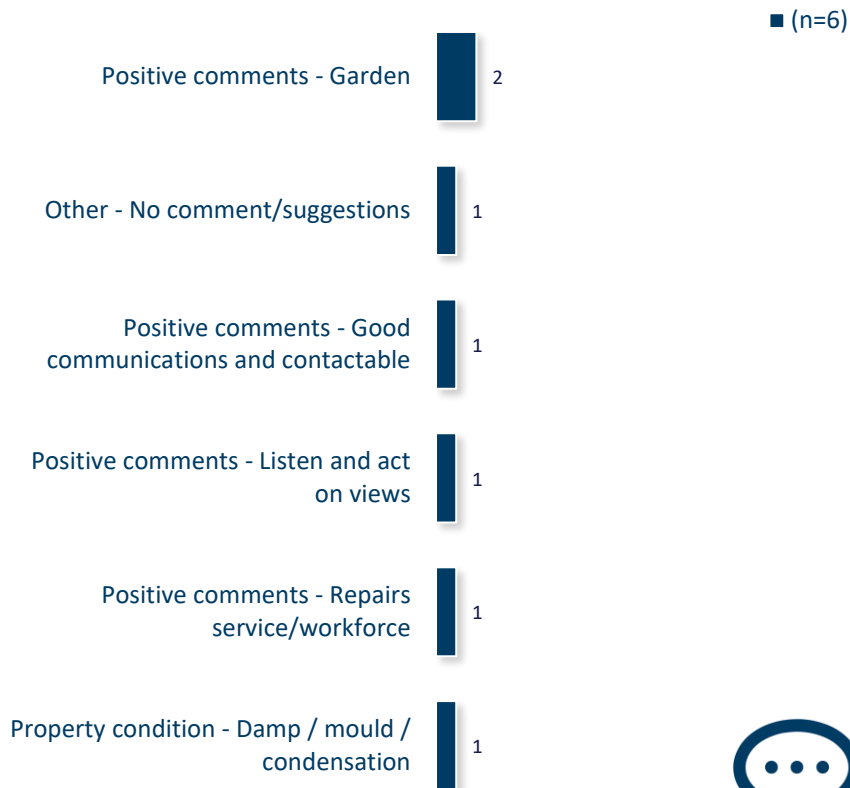 (n=6)
Positive comments - Garden
2
Other - No comment/suggestions
1
Positive comments - Good
communications and contactable
1
Positive comments - Listen and act
on views
1
Positive comments - Repairs
service/workforce
1
Property condition - Damp / mould /
condensation
1